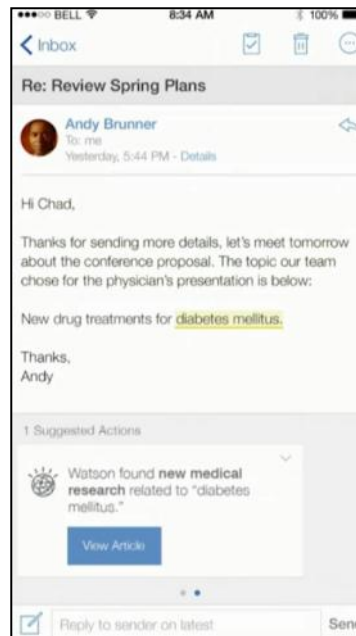 BELL 8:34 AM 100%
Inbox
Re: Review Spring Plans
Andy Brunner
To: me
Yesterday, 5:44 PM - Details
Hi Chad,
Thanks for sending more details, let's meet tomorrow
about the conference proposal. The topic our team
chose for the physician's presentation is below:
New drug treatments for diabetes mellitus.
Thanks,
Andy
1 Suggested Actions
Watson found new medical
research related to "diabetes
mellitus."
View Article
Reply to sender on latest Send